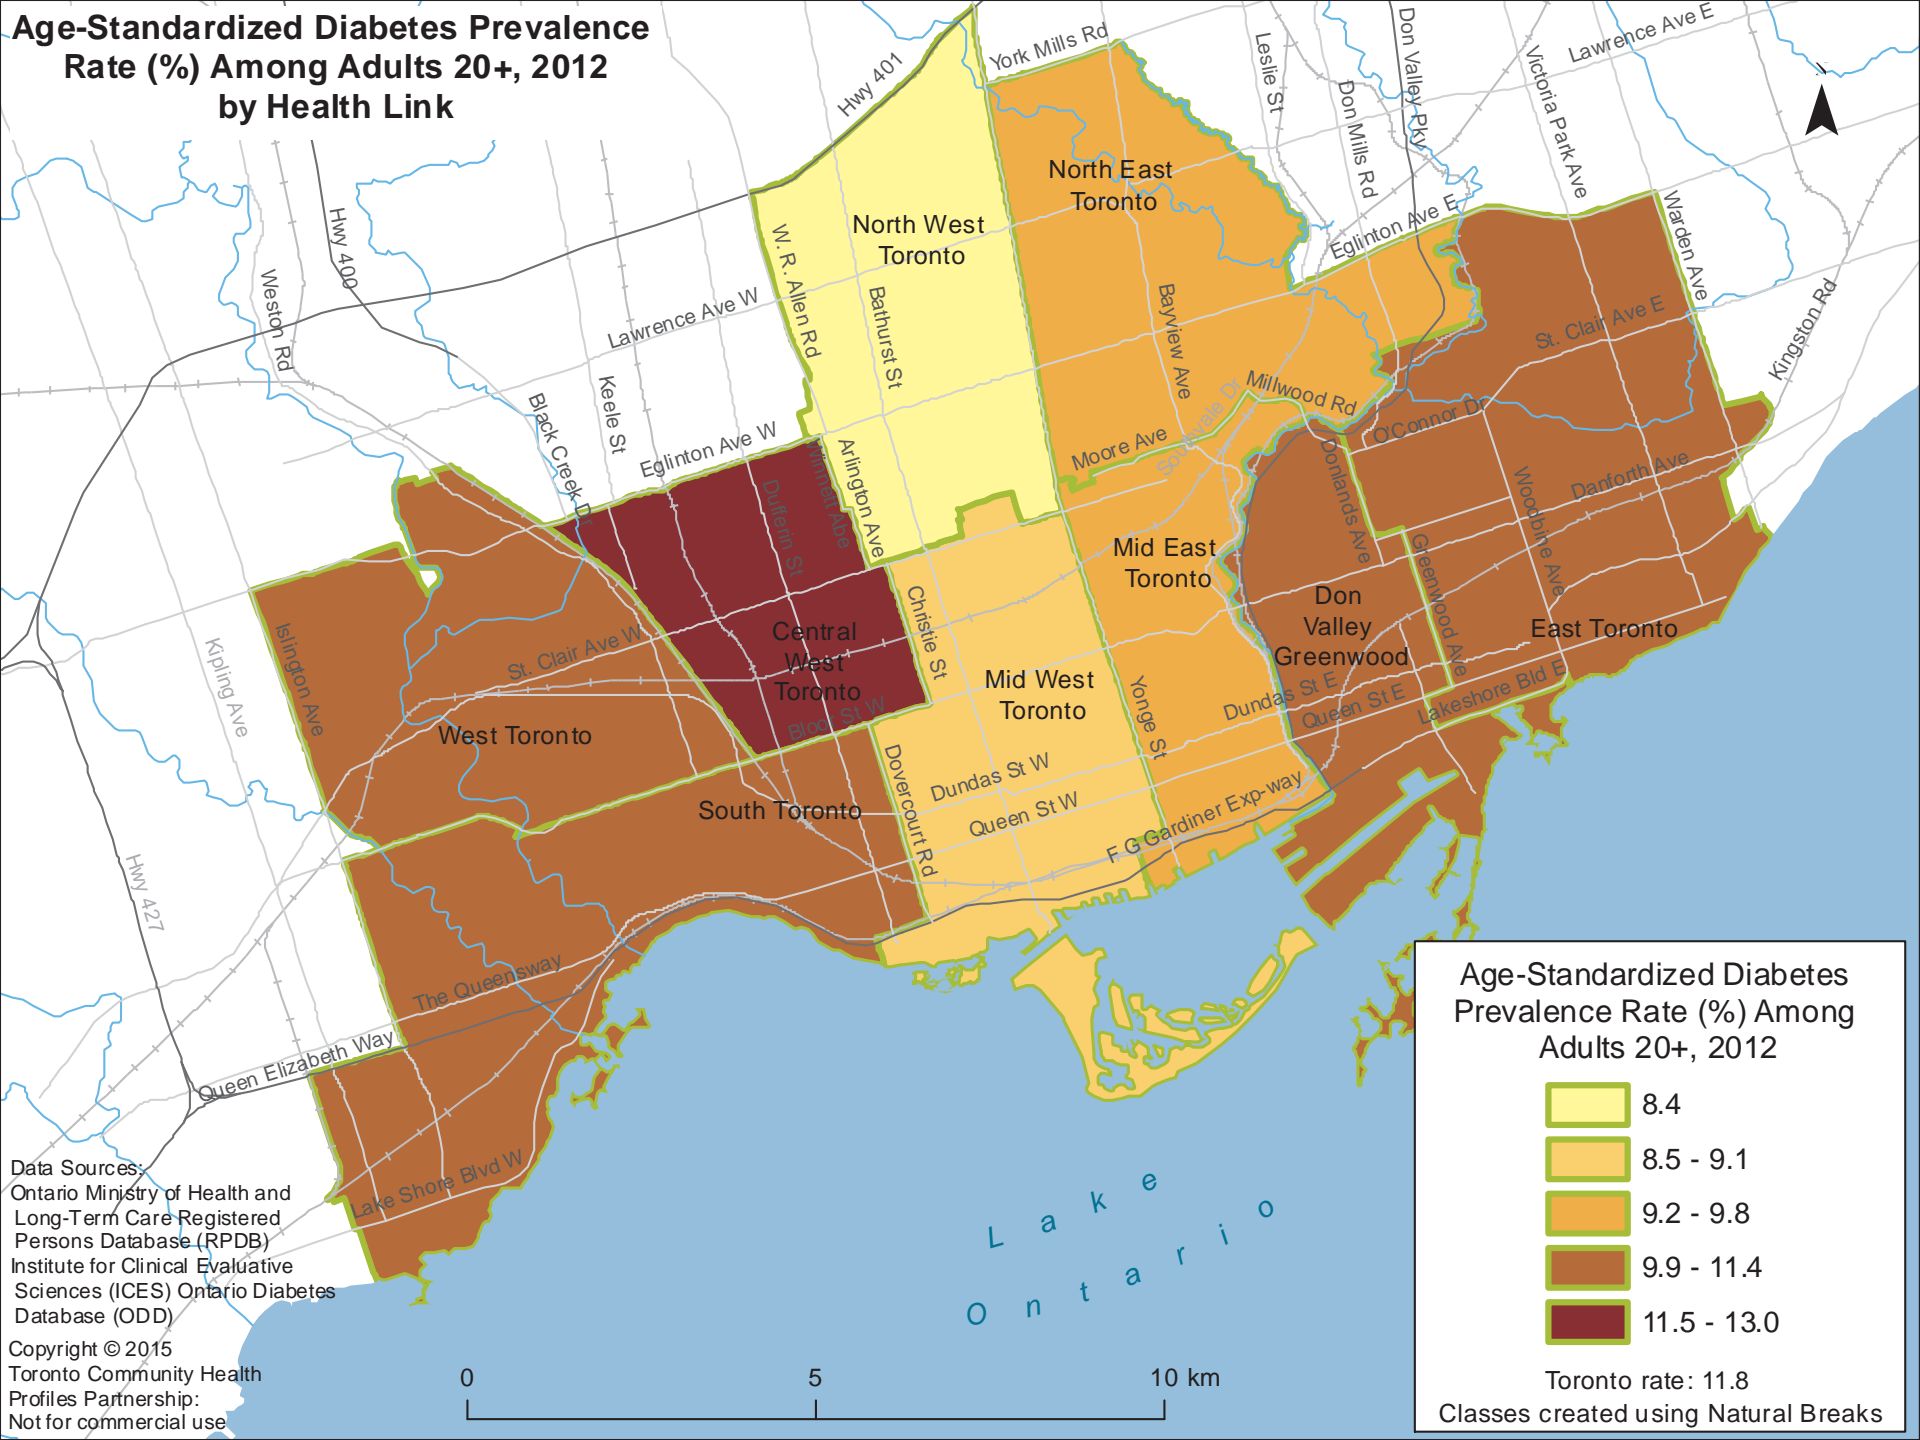 Age-Standardized Diabetes Prevalence
Rate (%) Among Adults 20+, 2012
by Health Link
Hwy 401
York Mills Rd
Leslie St
Don Mills Rd
Don Valley Pky
Victoria Park Ave
Lawrence Ave E
North East
Toronto
North West
Toronto
Eglinton Ave E
Warden Ave
Kingston Rd
Hwy 400
Weston Rd
W. R. Allen Rd
Bathurst St
Lawrence Ave W
Bayview Ave
St. Clair Ave E
Keele St
Black Creek Dr
Eglinton Ave W
Arlington Ave
Winnett Abe
Dufferin St
Moore Ave
Southvale Dr
Millwood Rd
O'Connor Dr
Donlands Ave
Danforth Ave
Woodbine Ave
Greenwood Ave
Mid East
Toronto
Don
Valley
Greenwood
East Toronto
Central
West
Toronto
Christie St
Mid West
Toronto
Kipling Ave
Islington Ave
St. Clair Ave W
West Toronto
Bloor St W
Yonge St
Dundas St E
Queen St E
Lakeshore Bld E
South Toronto
Dovercourt Rd
Dundas St W
Queen St W
F G Gardiner Exp-way
Hwy 427
The Queensway
Queen Elizabeth Way
Lake Shore Blvd W
Lake
Ontario
Data Sources:
Ontario Ministry of Health and
Long-Term Care Registered
Persons Database (RPDB)
Institute for Clinical Evaluative
Sciences (ICES) Ontario Diabetes
Database (ODD)
Copyright © 2015
Toronto Community Health
Profiles Partnership:
Not for commercial use
0 5 10 km
Age-Standardized Diabetes
Prevalence Rate (%) Among
Adults 20+, 2012
8.4
8.5 - 9.1
9.2 - 9.8
9.9 - 11.4
11.5 - 13.0
Toronto rate: 11.8
Classes created using Natural Breaks